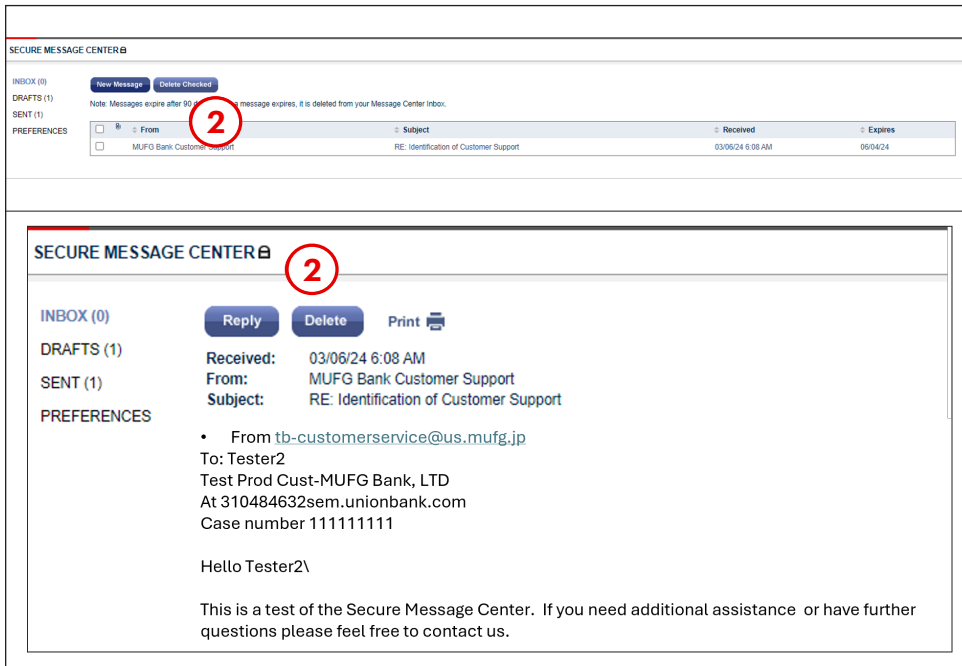 SECURE MESSAGE CENTER
INBOX (0)
DRAFTS (1)
SENT (1)
PREFERENCES
New Message Delete Checked
Note: Messages expire after 90 a message expires, it is deleted from your Message Center Inbox.
2
From Subject Received Expires
MUFG Bank Customer Support RE: Identification of Customer Support 03/06/24 6:08 AM 06/04/24
SECURE MESSAGE CENTER
2
INBOX (0)
DRAFTS (1)
SENT (1)
PREFERENCES
Reply Delete Print
Received: 03/06/24 6:08 AM
From: MUFG Bank Customer Support
Subject: RE: Identification of Customer Support
• From tb-customerservice@us.mufg.jp
To: Tester2
Test Prod Cust-MUFG Bank, LTD
At 310484632sem.unionbank.com
Case number 111111111
Hello Tester2\
This is a test of the Secure Message Center. If you need additional assistance or have further
questions please feel free to contact us.